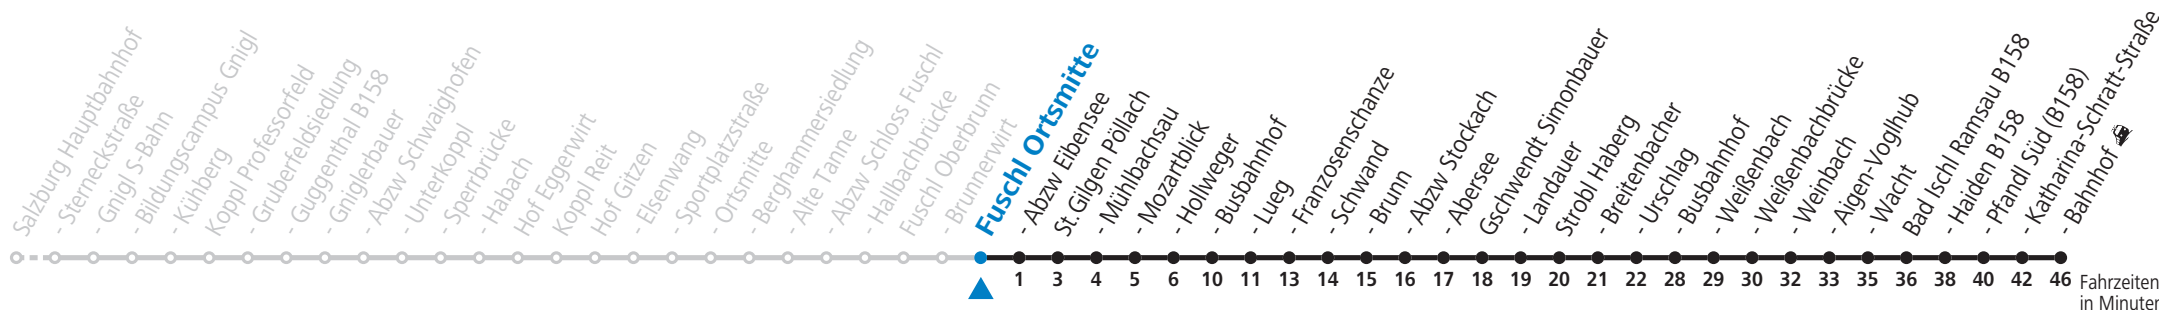 Salzburg Hauptbahnhof
- Sterneckstraße
- Gnigl S-Bahn
- Bildungscampus Gnigl
- Kühberg
Koppl Professorfeld
- Gruberfeldsiedlung
- Guggenthal B158
- Gniglerbauer
- Abzw Schwaighofen
- Unterkoppl
- Sperrbrücke
- Habach
Hof Eggenwirt
Koppl Reit
Hof Gitzen
- Elsenwang
- Sportplatzstraße
- Ortsmitte
- Berghammersiedlung
- Alte Tanne
- Abzw Schloss Fuschl
- Hallbachbrücke
Fuschl Oberbrunn
- Brunnerwirt
Fuschl Ortsmitte
- Abzw Eibensee
St. Gilgen Pöllach
- Mühlbachsau
- Mozartblick
- Hollweger
- Busbahnhof
- Lueg
- Franzosenschanze
- Schwand
- Brunn
- Abzw Stockach
- Abersee
Gschwendt Simonbauer
- Landauer
Strobl Haberg
- Breitenbacher
- Urschlag
- Busbahnhof
- Weißenbach
- Weißenbachbrücke
- Weinbach
- Aigen-Voglhub
- Wacht
Bad Ischl Ramsau B158
- Haiden B158
- Pfandl Süd (B158)
- Katharina-Schratt-Straße
- Bahnhof
1 3 4 5 6 10 11 13 14 15 16 17 18 19 20 21 22 28 29 30 32 33 35 36 38 40 42 46 Fahrzeiten
in Minuten